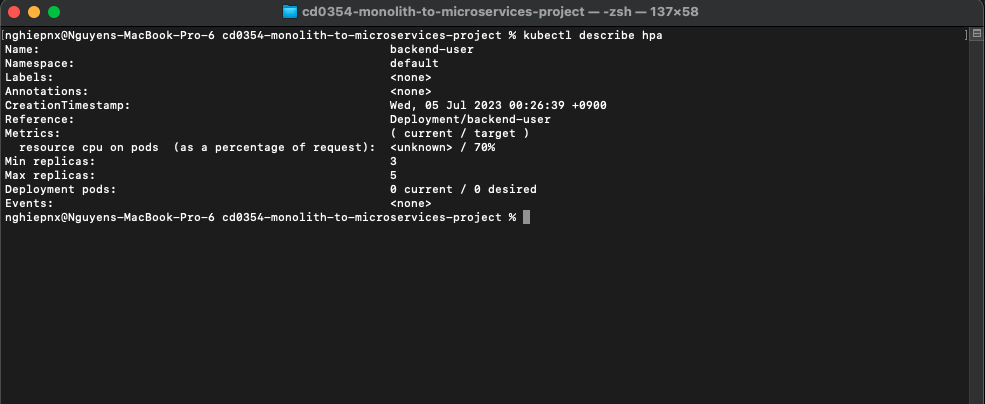 cd0354-monolith-to-microservices-project — -zsh — 137×58
[nghiepnx@Nguyens-MacBook-Pro-6 cd0354-monolith-to-microservices-project % kubectl describe hpa ]
Name: backend-user
Namespace: default
Labels: <none>
Annotations: <none>
CreationTimestamp: Wed, 05 Jul 2023 00:26:39 +0900
Reference: Deployment/backend-user
Metrics: ( current / target )
  resource cpu on pods  (as a percentage of request): <unknown> / 70%
Min replicas: 3
Max replicas: 5
Deployment pods: 0 current / 0 desired
Events: <none>
nghiepnx@Nguyens-MacBook-Pro-6 cd0354-monolith-to-microservices-project %